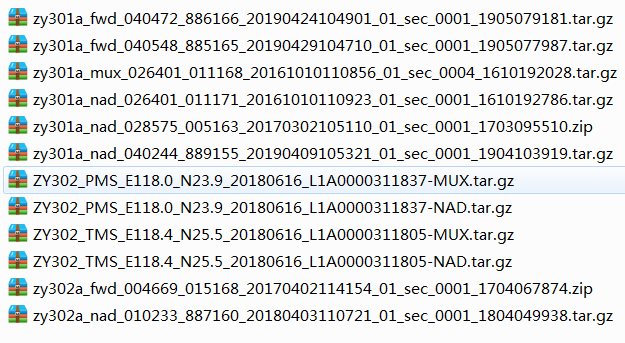 zy301a_fwd_040472_886166_20190424104901_01_sec_0001_1905079181.tar.gz
zy301a_fwd_040548_885165_20190429104710_01_sec_0001_1905077987.tar.gz
zy301a_mux_026401_011168_20161010110856_01_sec_0004_1610192028.tar.gz
zy301a_nad_026401_011171_20161010110923_01_sec_0001_1610192786.tar.gz
zy301a_nad_028575_005163_20170302105110_01_sec_0001_1703095510.zip
zy301a_nad_040244_889155_20190409105321_01_sec_0001_1904103919.tar.gz
ZY302_PMS_E118.0_N23.9_20180616_L1A0000311837-MUX.tar.gz
ZY302_PMS_E118.0_N23.9_20180616_L1A0000311837-NAD.tar.gz
ZY302_TMS_E118.4_N25.5_20180616_L1A0000311805-MUX.tar.gz
ZY302_TMS_E118.4_N25.5_20180616_L1A0000311805-NAD.tar.gz
zy302a_fwd_004669_015168_20170402114154_01_sec_0001_1704067874.zip
zy302a_nad_010233_887160_20180403110721_01_sec_0001_1804049938.tar.gz